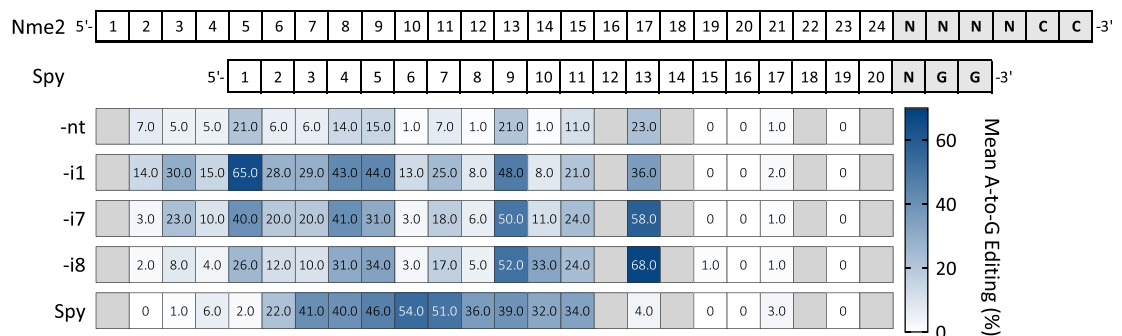 Nme2 5'- 1 2 3 4 5 6 7 8 9 10 11 12 13 14 15 16 17 18 19 20 21 22 23 24 N N N N C C -3'
Spy 5'- 1 2 3 4 5 6 7 8 9 10 11 12 13 14 15 16 17 18 19 20 N G G -3'
-nt 7.0 5.0 5.0 21.0 6.0 6.0 14.0 15.0 1.0 7.0 1.0 21.0 1.0 11.0 23.0 0 0 1.0 0
-i1 14.0 30.0 15.0 65.0 28.0 29.0 43.0 44.0 13.0 25.0 8.0 48.0 8.0 21.0 36.0 0 0 2.0 0
-i7 3.0 23.0 10.0 40.0 20.0 20.0 41.0 31.0 3.0 18.0 6.0 50.0 11.0 24.0 58.0 0 0 1.0 0
-i8 2.0 8.0 4.0 26.0 12.0 10.0 31.0 34.0 3.0 17.0 5.0 52.0 33.0 24.0 68.0 1.0 0 1.0 0
Spy 0 1.0 6.0 2.0 22.0 41.0 40.0 46.0 54.0 51.0 36.0 39.0 32.0 34.0 4.0 0 0 3.0 0
60
40
20
0
Mean A-to-G Editing (%)